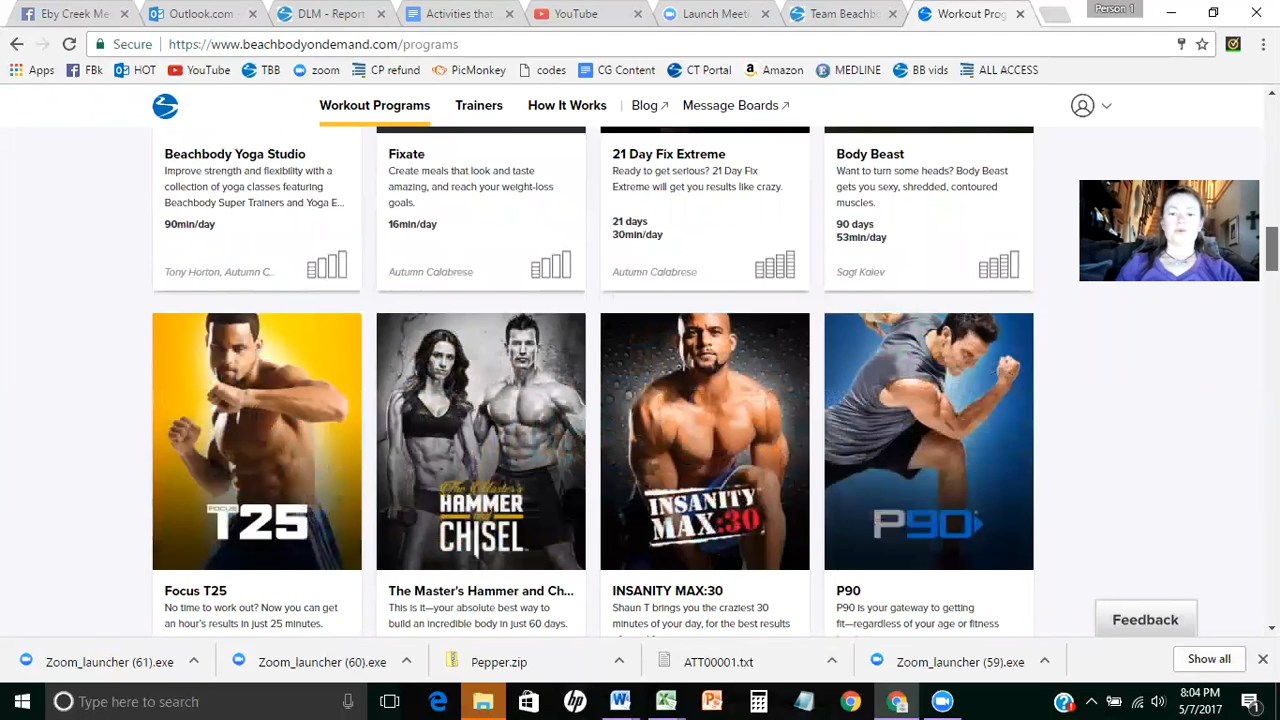 Eby Creek Me
Outlook.com
DLM - Report
Activities that
YouTube
Launch Meeti
Team Beachb
Workout Prog
Person 1
Secure
https://www.beachbodyondemand.com/programs
Apps
FBk
HOT
YouTube
TBB
zoom
CP refund
PicMonkey
codes
CG Content
CT Portal
Amazon
MEDLINE
BB vids
ALL ACCESS
Workout Programs
Trainers
How It Works
Blog
Message Boards
Beachbody Yoga Studio
Improve strength and flexibility with a
collection of yoga classes featuring
Beachbody Super Trainers and Yoga E...
90min/day
Tony Horton, Autumn C...
Fixate
Create meals that look and taste
amazing, and reach your weight-loss
goals.
16min/day
Autumn Calabrese
21 Day Fix Extreme
Ready to get serious? 21 Day Fix
Extreme will get you results like crazy.
21 days
30min/day
Autumn Calabrese
Body Beast
Want to turn some heads? Body Beast
gets you sexy, shredded, contoured
muscles.
90 days
53min/day
Sagi Kalev
FOCUS
T25
The Master's
HAMMER
and
CHISEL
INSANITY
MAX:30
P90
Focus T25
No time to work out? Now you can get
an hour's results in just 25 minutes.
The Master's Hammer and Ch...
This is it—your absolute best way to
build an incredible body in just 60 days.
INSANITY MAX:30
Shaun T brings you the craziest 30
minutes of your day, for the best results
P90
P90 is your gateway to getting
fit—regardless of your age or fitness
Feedback
Zoom_launcher (61).exe
Zoom_launcher (60).exe
Pepper.zip
ATT00001.txt
Zoom_launcher (59).exe
Show all
Type here to search
8:04 PM
5/7/2017